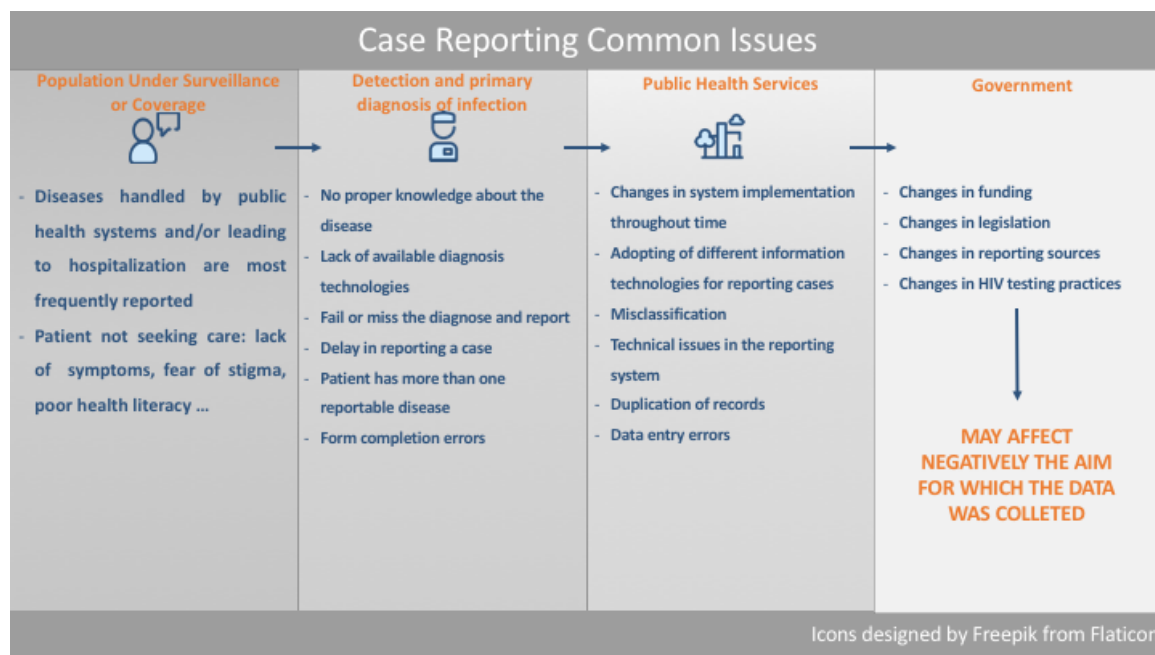 Case Reporting Common Issues
Population Under Surveillance
or Coverage
- Diseases handled by public
health systems and/or leading
to hospitalization are most
frequently reported
- Patient not seeking care: lack
of symptoms, fear of stigma,
poor health literacy ...
Detection and primary
diagnosis of infection
- No proper knowledge about the
disease
- Lack of available diagnosis
technologies
- Fail or miss the diagnose and report
- Delay in reporting a case
- Patient has more than one
reportable disease
- Form completion errors
Public Health Services
- Changes in system implementation
throughout time
- Adopting of different information
technologies for reporting cases
- Misclassification
- Technical issues in the reporting
system
- Duplication of records
- Data entry errors
Government
- Changes in funding
- Changes in legislation
- Changes in reporting sources
- Changes in HIV testing practices
MAY AFFECT
NEGATIVELY THE AIM
FOR WHICH THE DATA
WAS COLLETED
Icons designed by Freepik from Flaticon